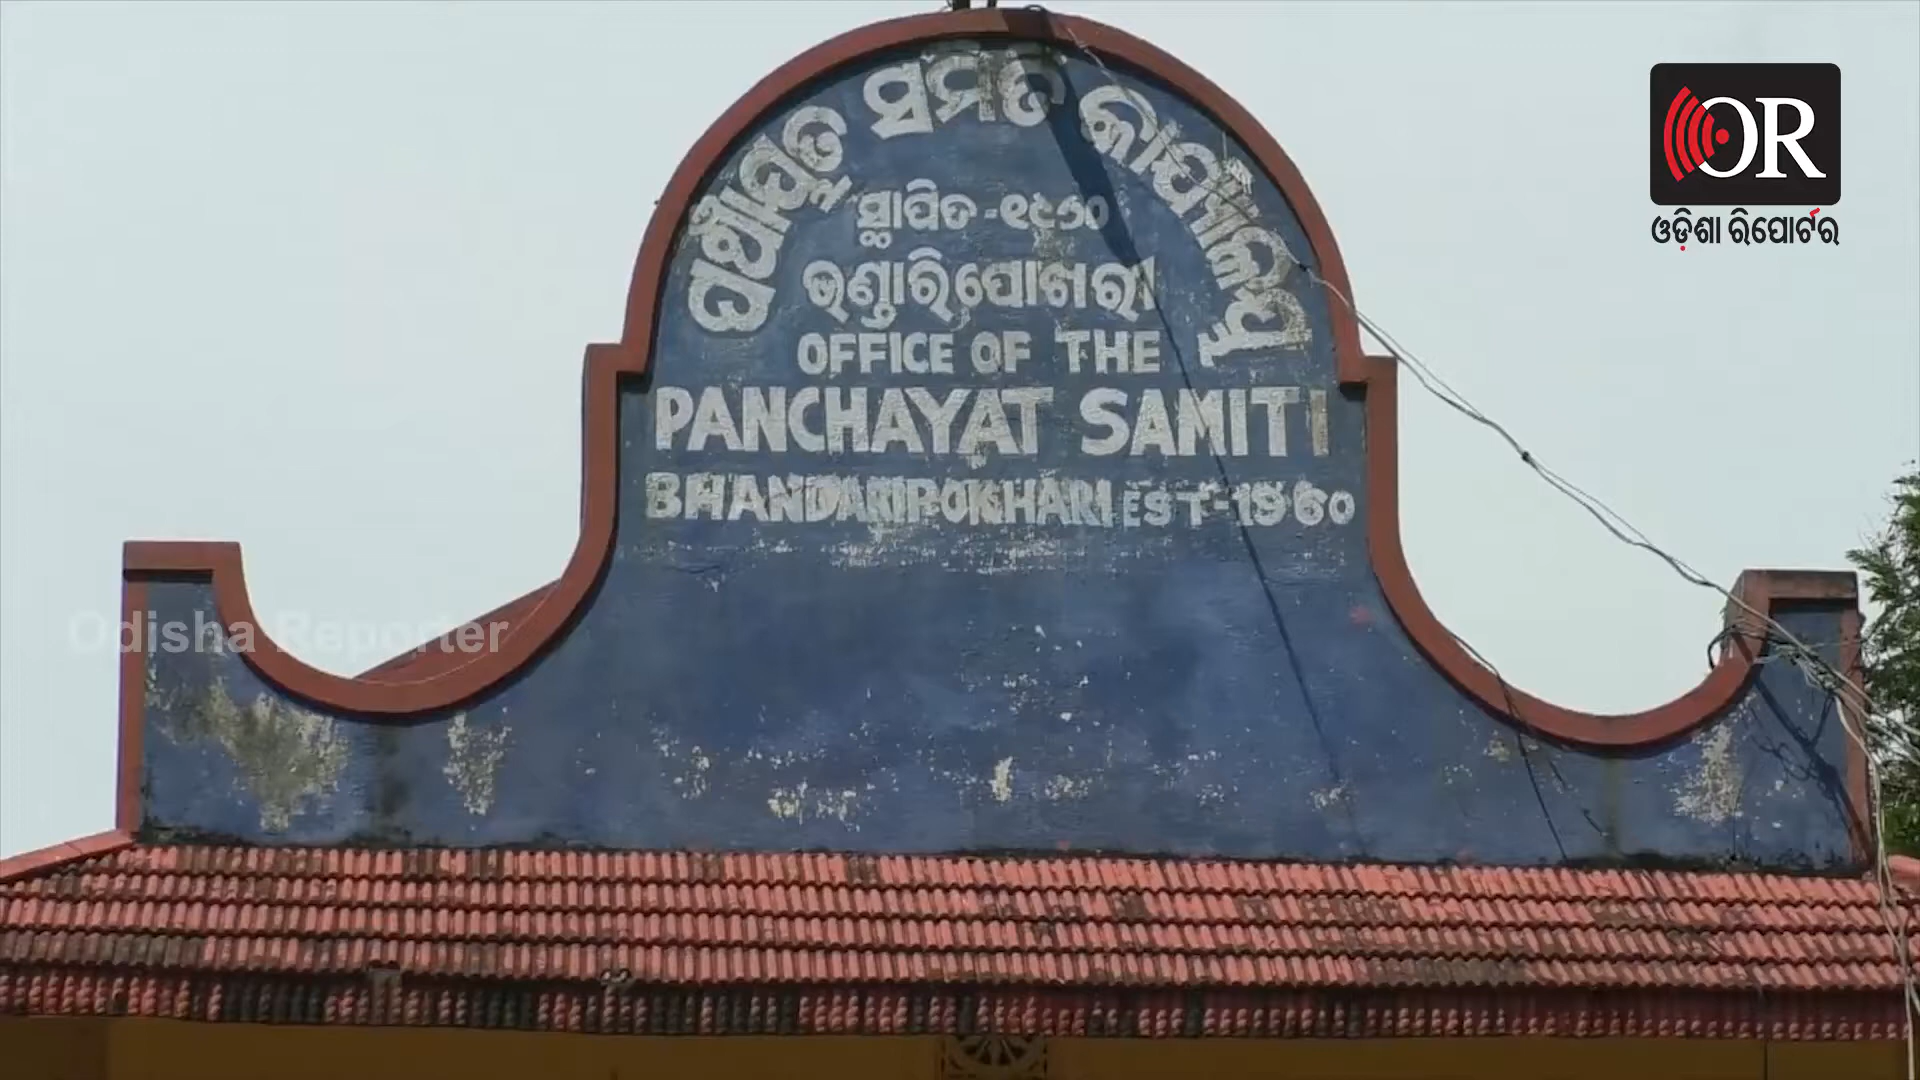 ପଞ୍ଚାୟତ ସମିତି କାର୍ଯ୍ୟାଳୟ
ସ୍ଥାପିତ-୧୯୬୦
ଭଣ୍ଡାରିପୋଖରୀ
OFFICE OF THE
PANCHAYAT SAMITI
BHANDARIPOKHARI EST-1960
OR
ଓଡ଼ିଶା ରିପୋର୍ଟର
Odisha Reporter